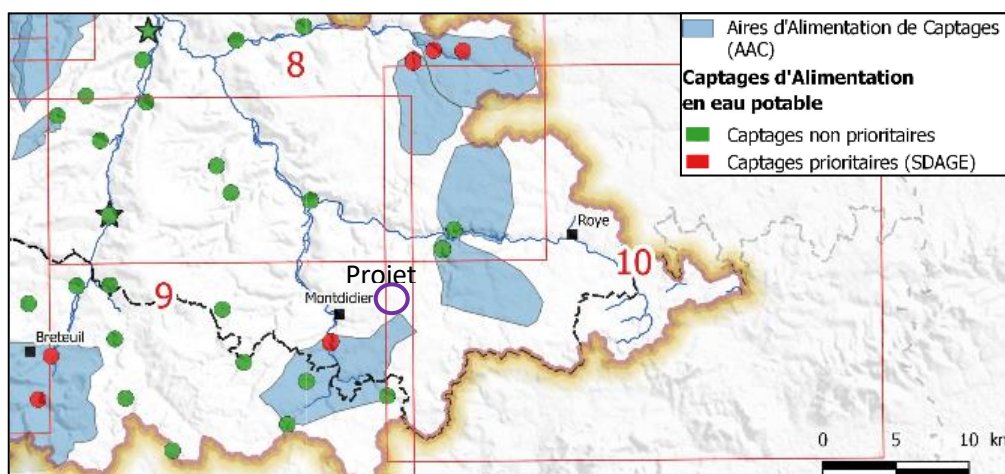 Aires d'Alimentation de Captages
(AAC)
Captages d'Alimentation
en eau potable
Captages non prioritaires
Captages prioritaires (SDAGE)
8
Roye
10
Projet
9
Montdidier
Breteuil
0 5 10 km